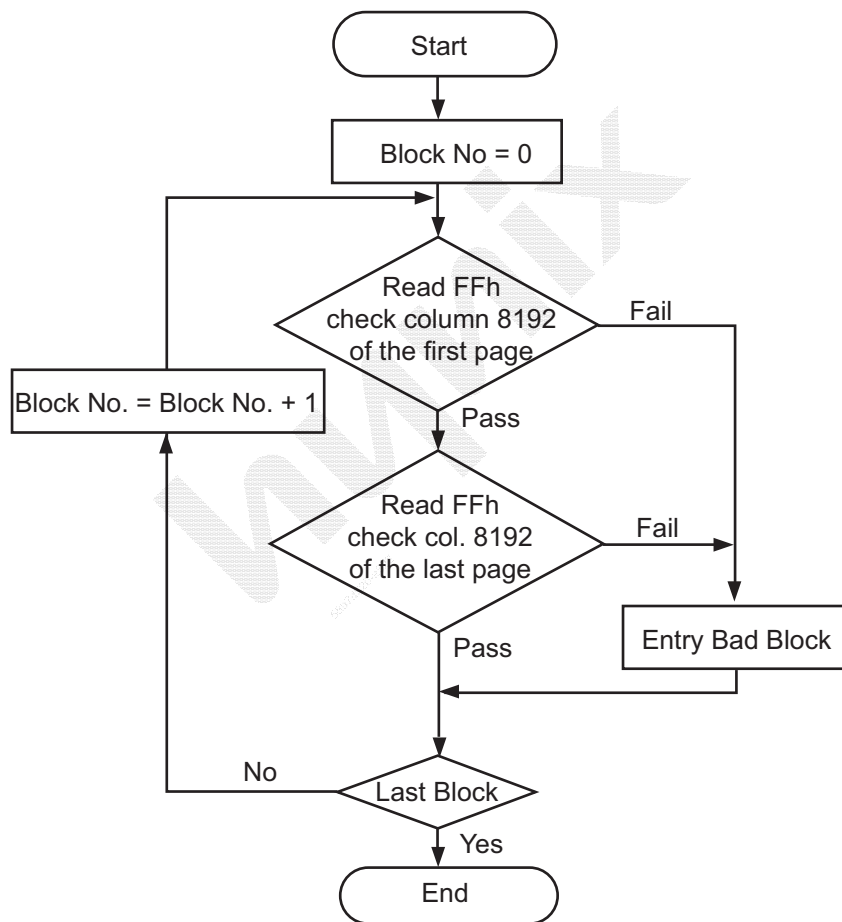 Start
Block No = 0
Read FFh
check column 8192
of the first page
Fail
Block No. = Block No. + 1
Pass
Read FFh
check col. 8192
of the last page
Fail
Pass
Entry Bad Block
No
Last Block
Yes
End
hynix